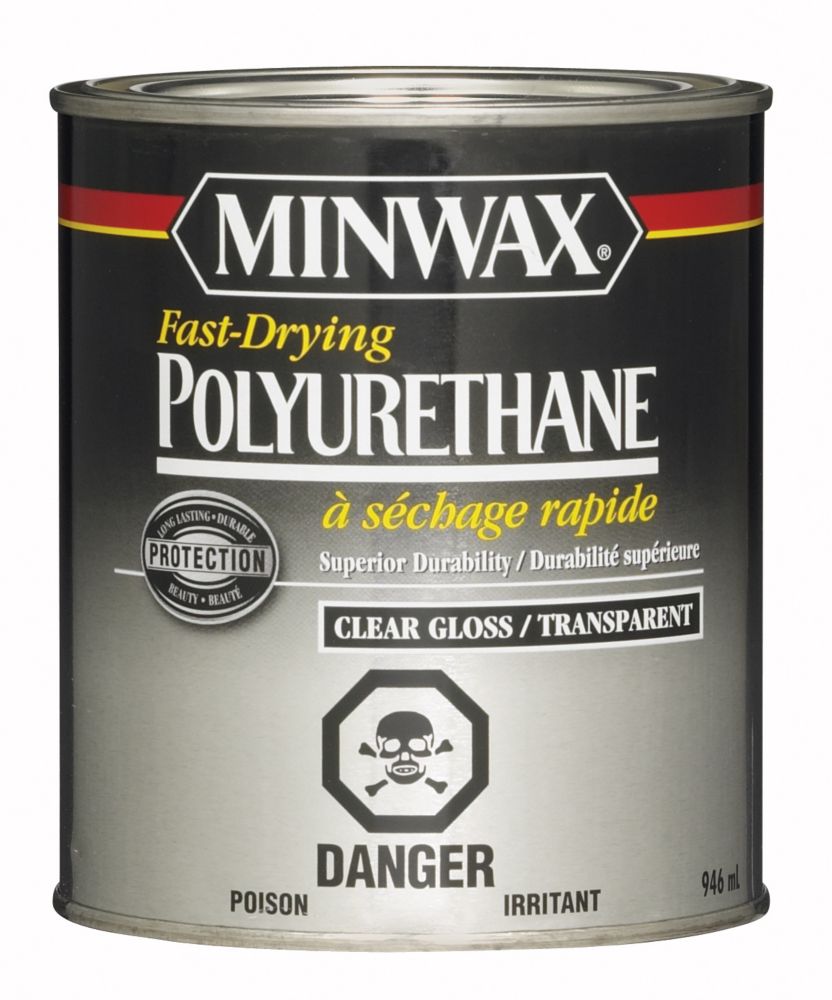 MINWAX®
Fast-Drying
POLYURETHANE
à séchage rapide
LONG LASTING • DURABLE
PROTECTION
BEAUTY • BEAUTÉ
Superior Durability / Durabilité supérieure
CLEAR GLOSS / TRANSPARENT
DANGER
POISON IRRITANT
946 mL